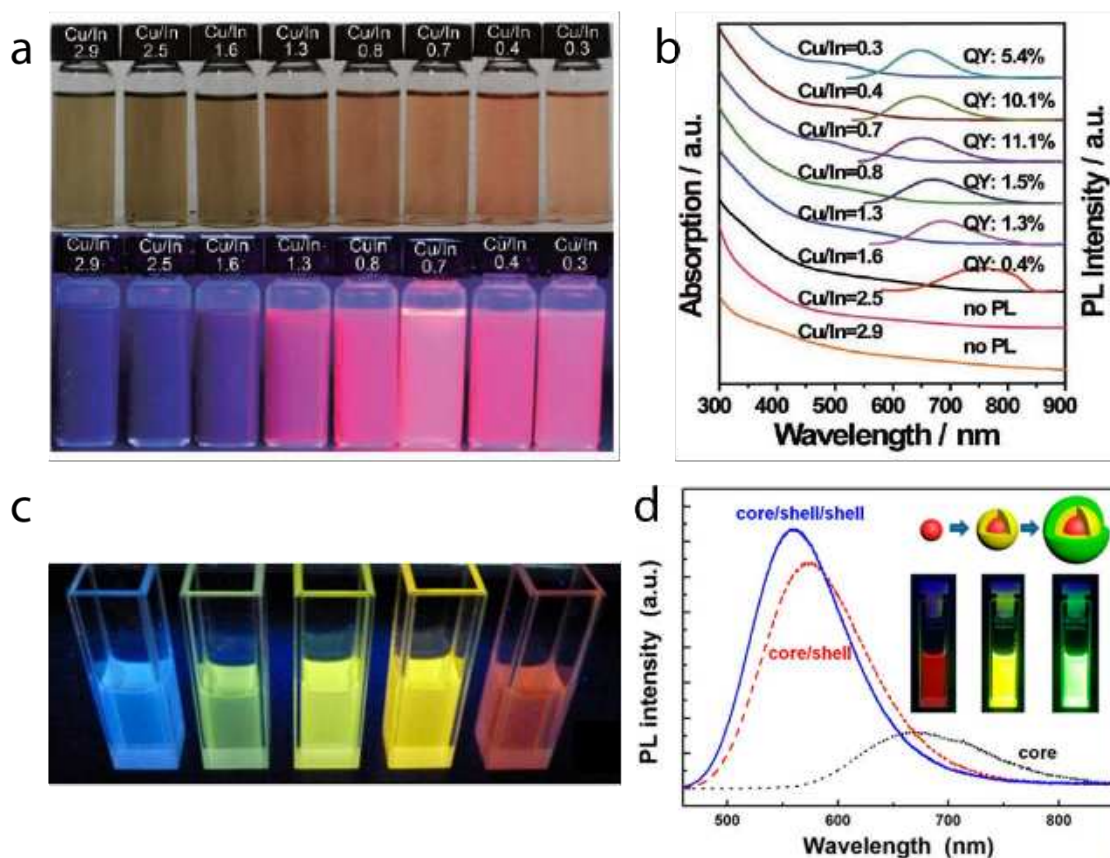 a
Cu/In 2.9
Cu/In 2.5
Cu/In 1.6
Cu/In 1.3
Cu/In 0.8
Cu/In 0.7
Cu/In 0.4
Cu/In 0.3
Cu/In 2.9
Cu/In 2.5
Cu/In 1.6
Cu/In 1.3
Cu/In 0.8
Cu/In 0.7
Cu/In 0.4
Cu/In 0.3
b
Absorption / a.u.
Cu/In=0.3
QY: 5.4%
Cu/In=0.4
QY: 10.1%
Cu/In=0.7
QY: 11.1%
Cu/In=0.8
QY: 1.5%
Cu/In=1.3
QY: 1.3%
Cu/In=1.6
QY: 0.4%
Cu/In=2.5
no PL
Cu/In=2.9
no PL
PL Intensity / a.u.
300 400 500 600 700 800 900
Wavelength / nm
c
d
PL intensity (a.u.)
core/shell/shell
core/shell
core
500 600 700 800
Wavelength (nm)